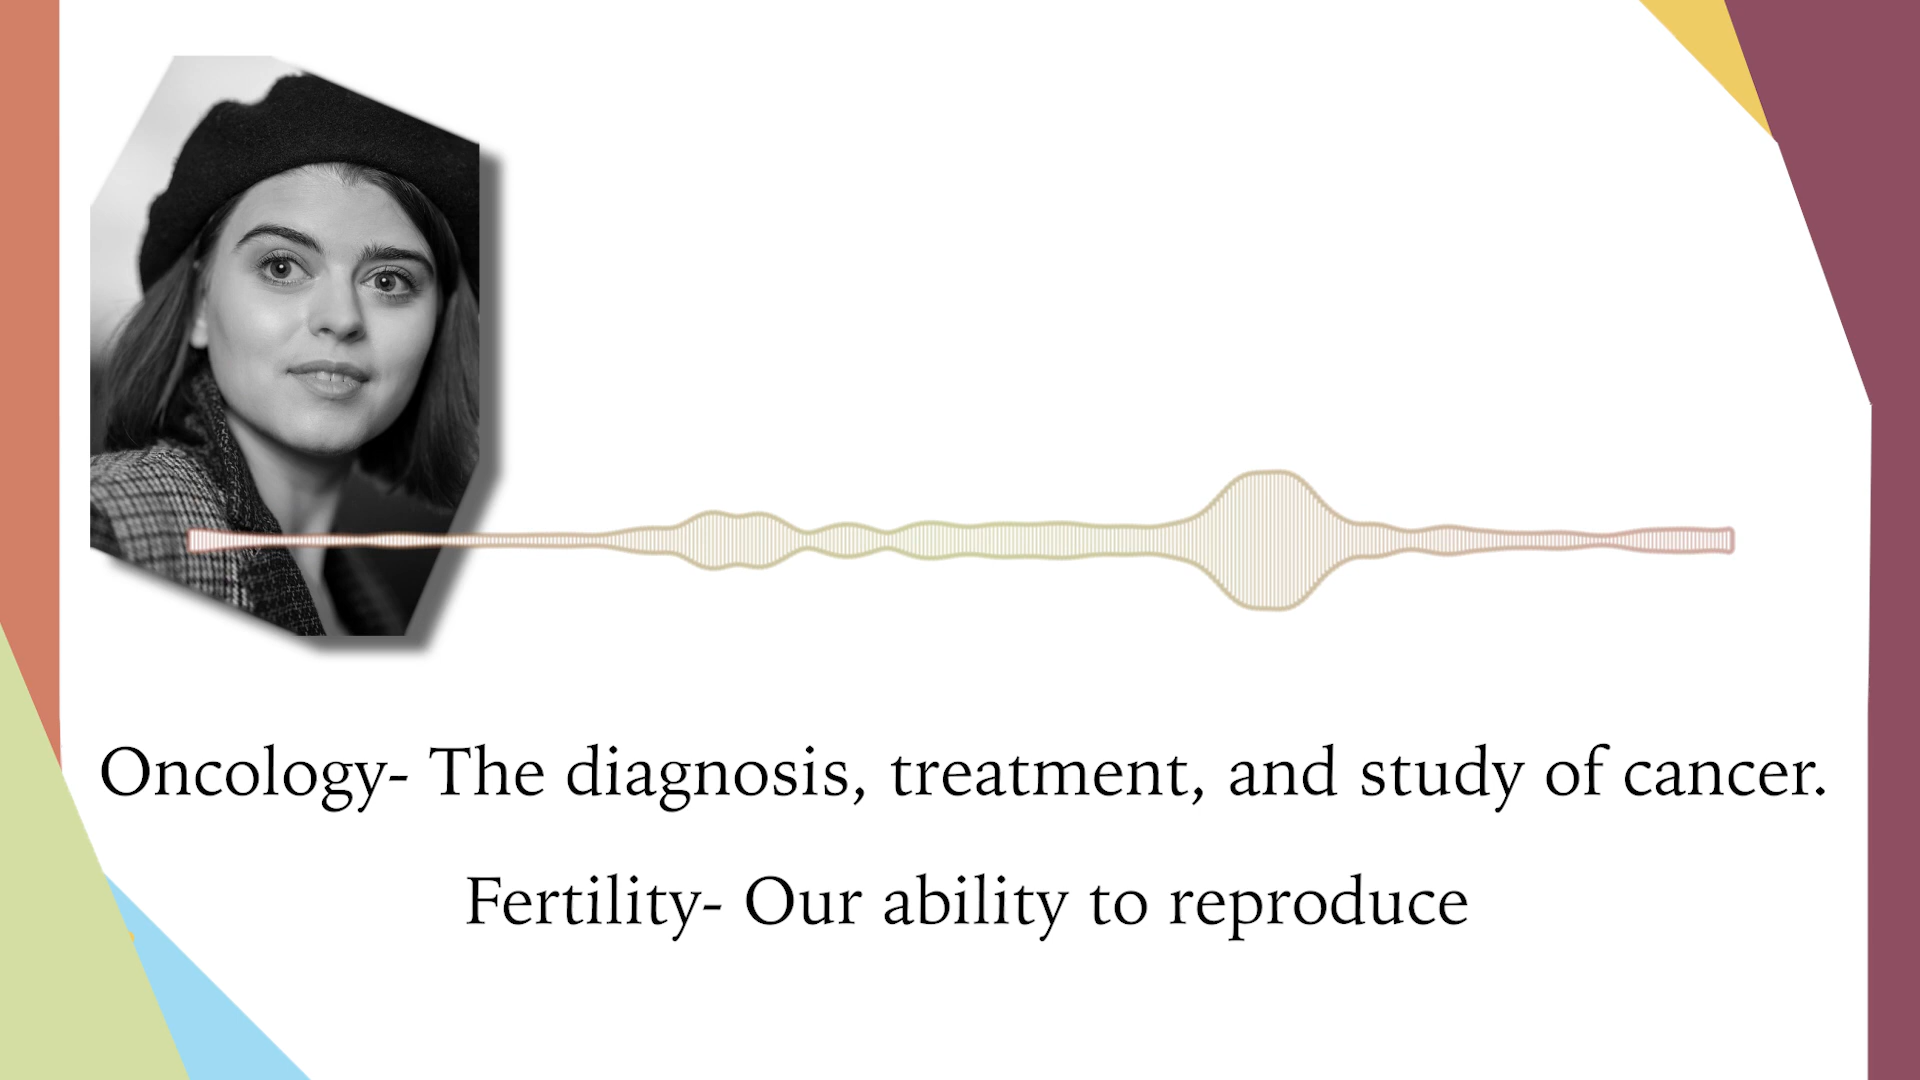 Oncology- The diagnosis, treatment, and study of cancer.
Fertility- Our ability to reproduce